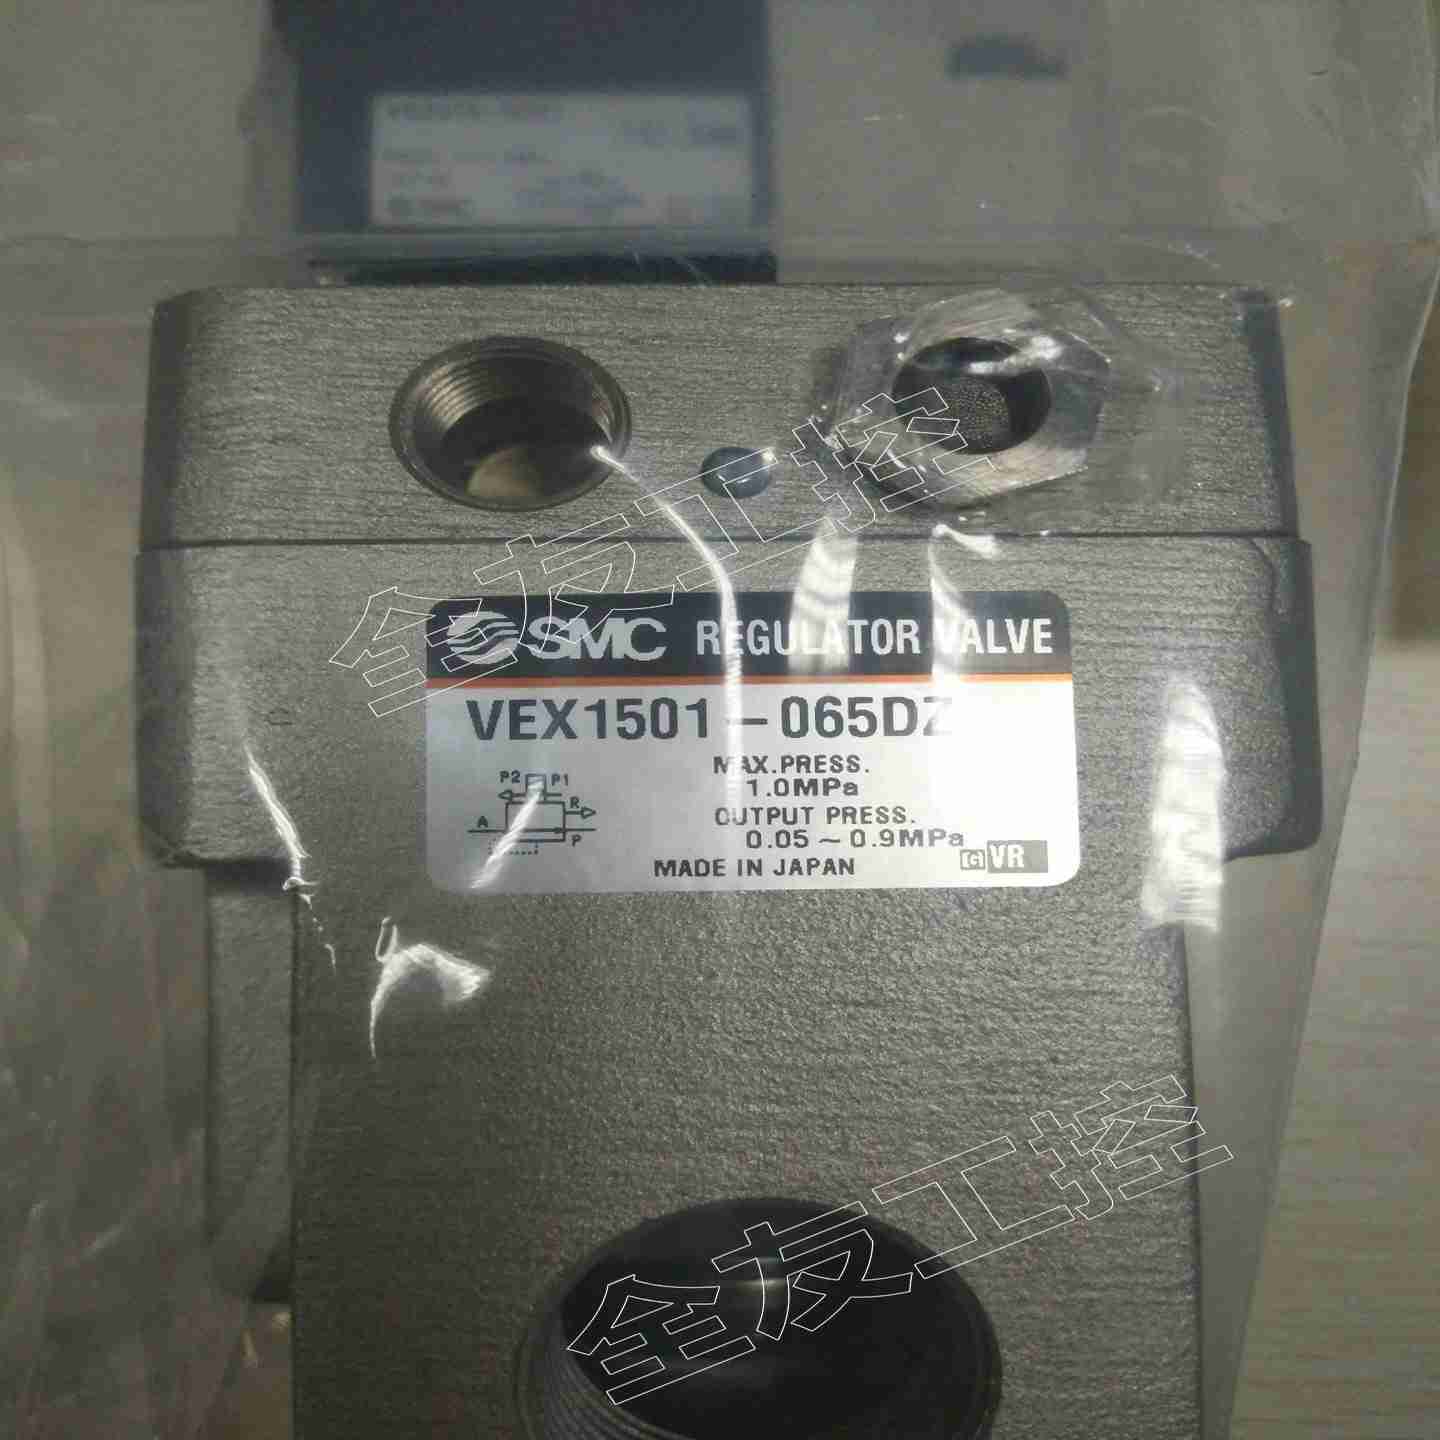 全友工控
SMC REGULATOR VALVE
VEX1501-065DZ
P2 P1
R
A
P
MAX.PRESS.
1.0MPa
OUTPUT PRESS.
0.05~0.9MPa
MADE IN JAPAN
[G] VR
全友工控